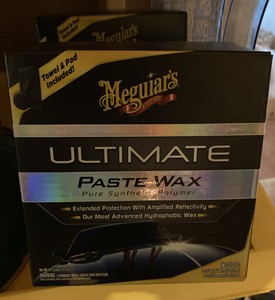 Towel & Pad
Included!
Meguiar's
ULTIMATE
PASTE WAX
Pure Synthetic Polymer
Extended Protection With Amplified Reflectivity
Our Most Advanced Hydrophobic Wax